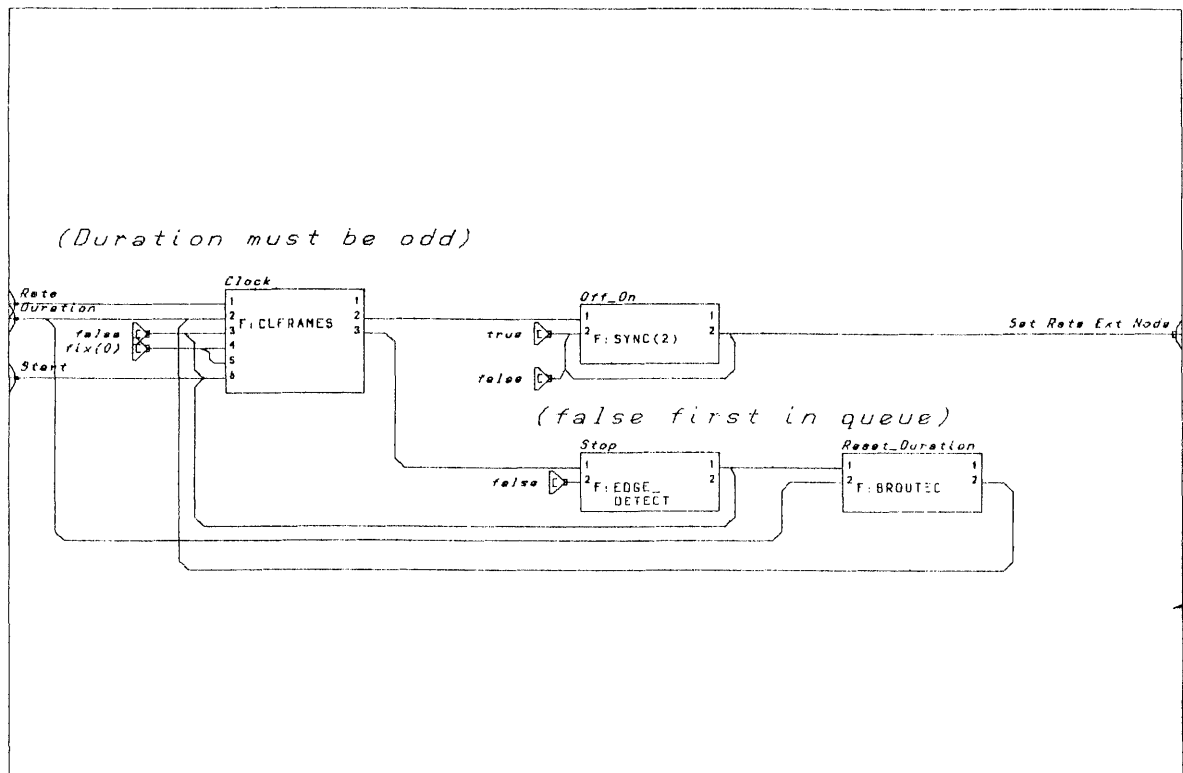 (Duration must be odd)
Clock
Rate
Duration
false
fix(0)
Start
1
2
3
4
5
6
F:CLFRAMES
1
2
3
Off_On
true
false
1
2
F:SYNC(2)
1
2
C
C
C
C
Set Rate Ext Node
(false first in queue)
Stop
false
C
1
2
F:EDGE_
DETECT
1
2
Reset_Duration
1
2
F:BROUTEC
1
2